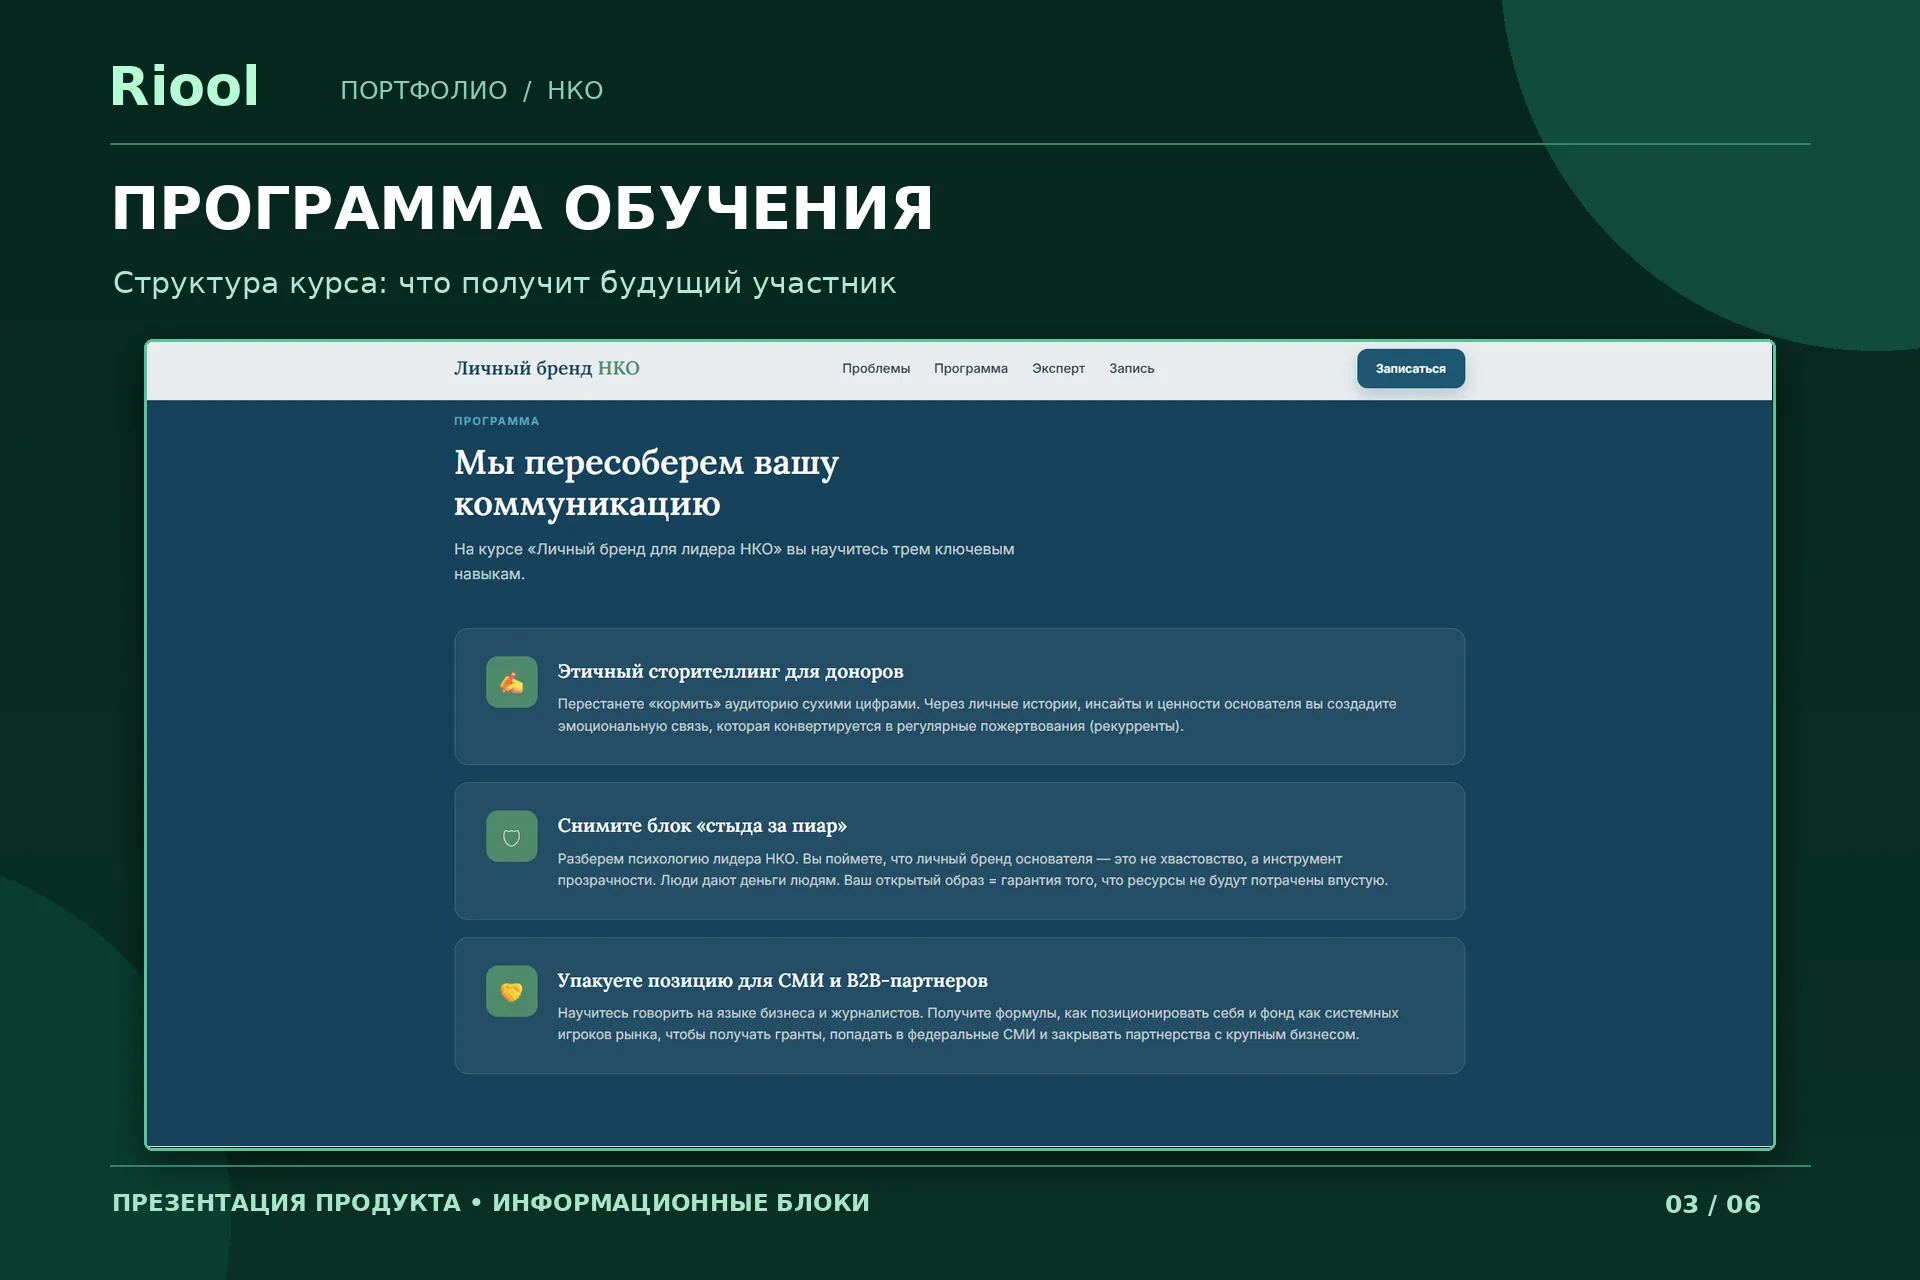 Riool
ПОРТФОЛИО / НКО
ПРОГРАММА ОБУЧЕНИЯ
Структура курса: что получит будущий участник
Личный бренд НКО
Проблемы
Программа
Эксперт
Запись
Записаться
ПРОГРАММА
Мы пересоберем вашу
коммуникацию
На курсе «Личный бренд для лидера НКО» вы научитесь трем ключевым
навыкам.
Этичный сторителлинг для доноров
Перестанете «кормить» аудиторию сухими цифрами. Через личные истории, инсайты и ценности основателя вы создадите
эмоциональную связь, которая конвертируется в регулярные пожертвования (рекурренты).
Снимите блок «стыда за пиар»
Разберем психологию лидера НКО. Вы поймете, что личный бренд основателя — это не хвастовство, а инструмент
прозрачности. Люди дают деньги людям. Ваш открытый образ = гарантия того, что ресурсы не будут потрачены впустую.
Упакуете позицию для СМИ и B2B-партнеров
Научитесь говорить на языке бизнеса и журналистов. Получите формулы, как позиционировать себя и фонд как системных
игроков рынка, чтобы получать гранты, попадать в федеральные СМИ и закрывать партнерства с крупным бизнесом.
ПРЕЗЕНТАЦИЯ ПРОДУКТА • ИНФОРМАЦИОННЫЕ БЛОКИ
03 / 06